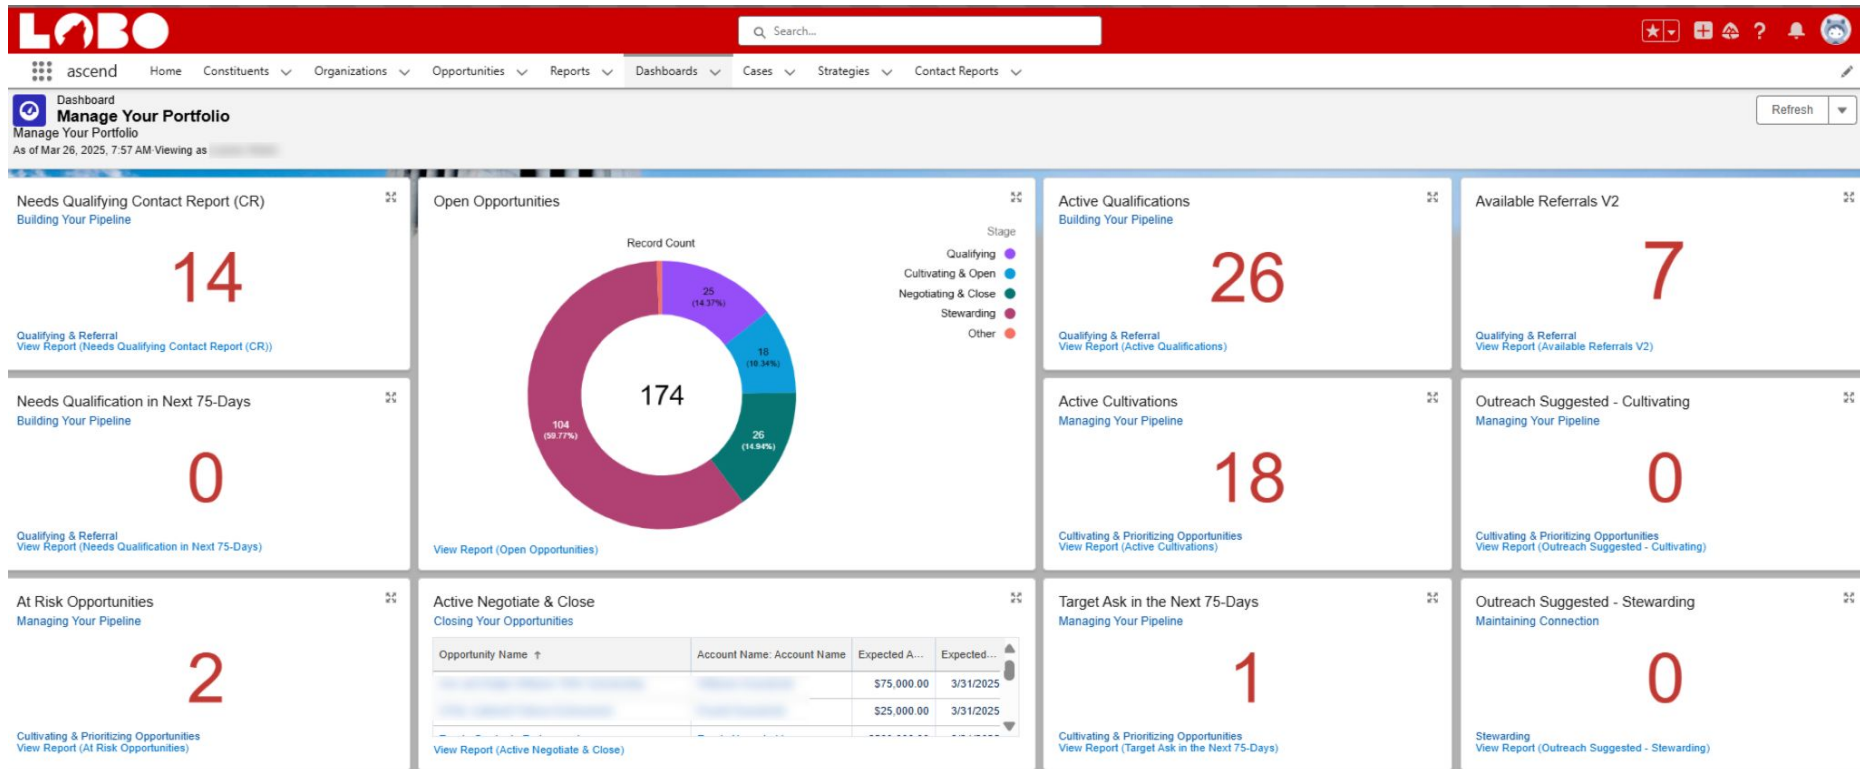 LOBO
Search...
ascend
Home
Constituents
Organizations
Opportunities
Reports
Dashboards
Cases
Strategies
Contact Reports
Dashboard
Manage Your Portfolio
Manage Your Portfolio
As of Mar 26, 2025, 7:57 AM·Viewing as
Refresh
Needs Qualifying Contact Report (CR)
Building Your Pipeline
14
Qualifying & Referral
View Report (Needs Qualifying Contact Report (CR))
Open Opportunities
Record Count
25
(14.37%)
18
(10.34%)
26
(14.94%)
104
(59.77%)
174
Stage
Qualifying
Cultivating & Open
Negotiating & Close
Stewarding
Other
View Report (Open Opportunities)
Active Qualifications
Building Your Pipeline
26
Qualifying & Referral
View Report (Active Qualifications)
Available Referrals V2
7
Qualifying & Referral
View Report (Available Referrals V2)
Needs Qualification in Next 75-Days
Building Your Pipeline
0
Qualifying & Referral
View Report (Needs Qualification in Next 75-Days)
Active Cultivations
Managing Your Pipeline
18
Cultivating & Prioritizing Opportunities
View Report (Active Cultivations)
Outreach Suggested - Cultivating
Managing Your Pipeline
0
Cultivating & Prioritizing Opportunities
View Report (Outreach Suggested - Cultivating)
At Risk Opportunities
Managing Your Pipeline
2
Cultivating & Prioritizing Opportunities
View Report (At Risk Opportunities)
Active Negotiate & Close
Closing Your Opportunities
Opportunity Name ↑ Account Name: Account Name Expected A... Expected...
$75,000.00 3/31/2025
$25,000.00 3/31/2025
View Report (Active Negotiate & Close)
Target Ask in the Next 75-Days
Managing Your Pipeline
1
Cultivating & Prioritizing Opportunities
View Report (Target Ask in the Next 75-Days)
Outreach Suggested - Stewarding
Maintaining Connection
0
Stewarding
View Report (Outreach Suggested - Stewarding)